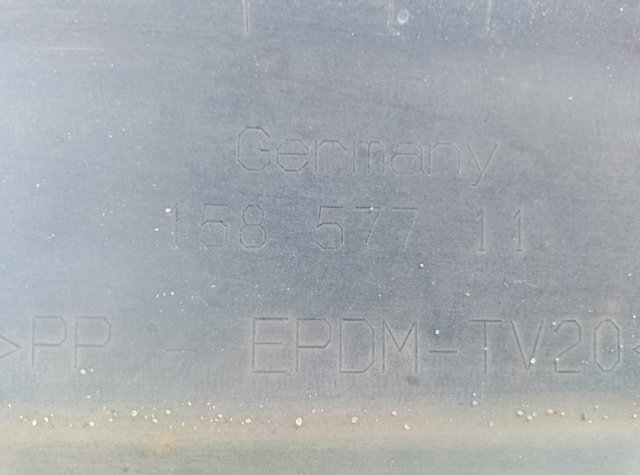 Germany
158 577 11
>PP - EPDM-TV20<